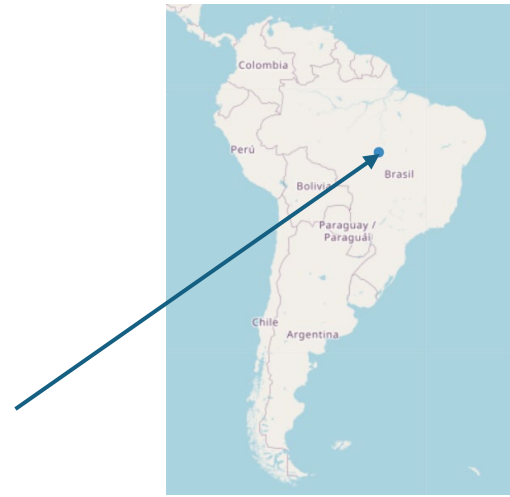 Colombia
Perú
Brasil
Bolivia
Paraguay /
Paraguái
Chile
Argentina